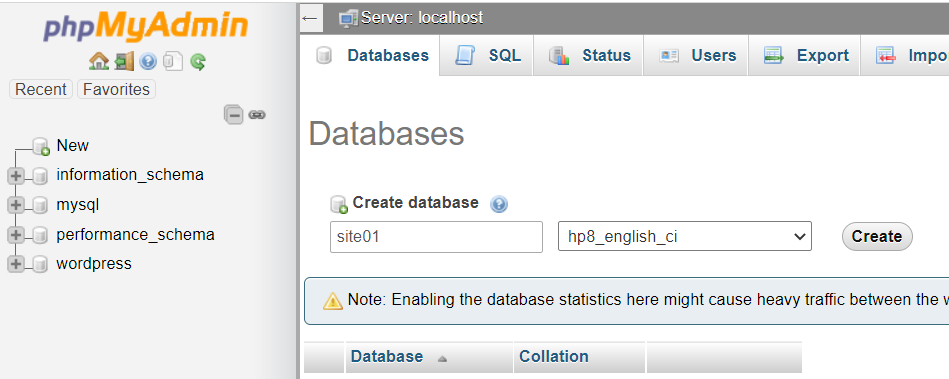 phpMyAdmin
Recent Favorites
New
information_schema
mysql
performance_schema
wordpress
Server: localhost
Databases SQL Status Users Export Impo
Databases
Create database
site01 hp8_english_ci Create
Note: Enabling the database statistics here might cause heavy traffic between the w
Database Collation